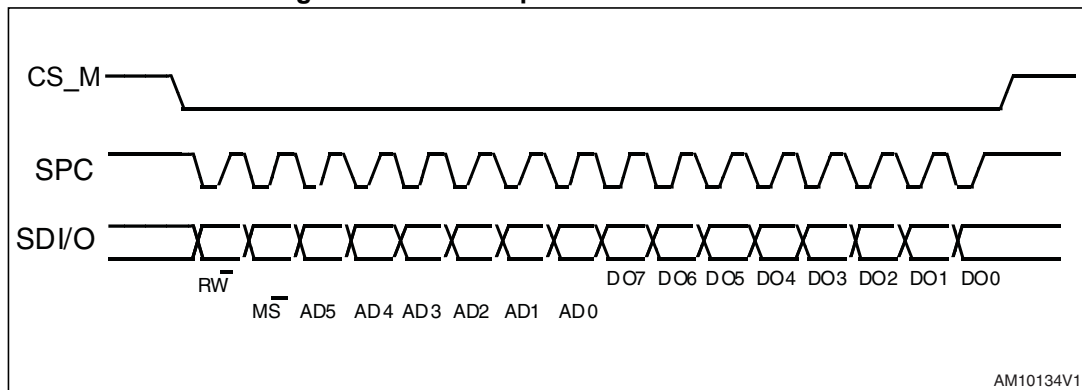 CS_M
SPC
SDI/O
RW
DO7 DO6 DO5 DO4 DO3 DO2 DO1 DO0
MS AD5 AD4 AD3 AD2 AD1 AD0
AM10134V1